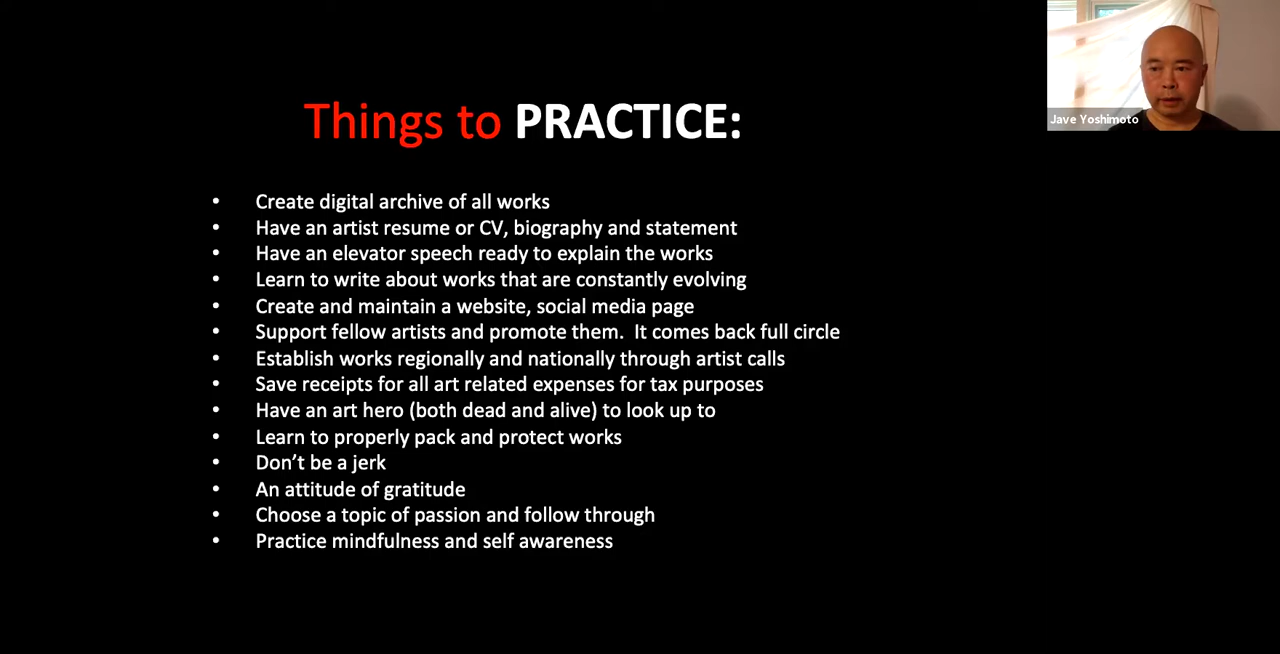 Things to PRACTICE:
Jave Yoshimoto
• Create digital archive of all works
• Have an artist resume or CV, biography and statement
• Have an elevator speech ready to explain the works
• Learn to write about works that are constantly evolving
• Create and maintain a website, social media page
• Support fellow artists and promote them.  It comes back full circle
• Establish works regionally and nationally through artist calls
• Save receipts for all art related expenses for tax purposes
• Have an art hero (both dead and alive) to look up to
• Learn to properly pack and protect works
• Don’t be a jerk
• An attitude of gratitude
• Choose a topic of passion and follow through
• Practice mindfulness and self awareness